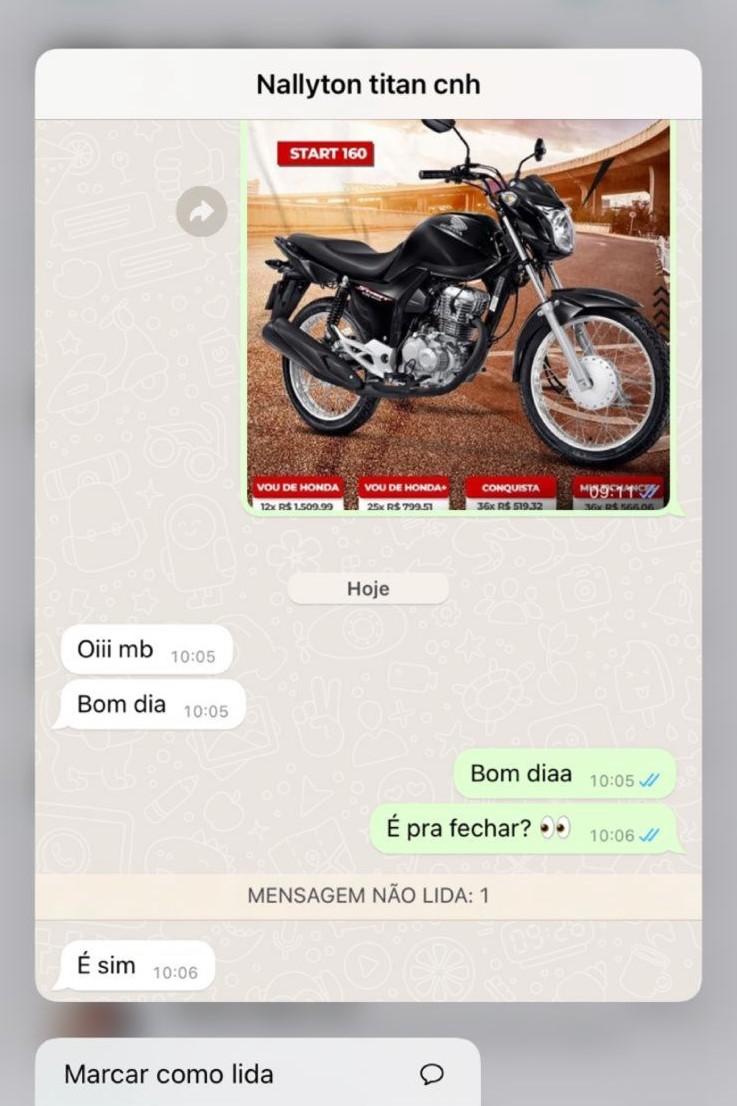 Nallyton titan cnh
START 160
VOU DE HONDA VOU DE HONDA+ CONQUISTA
12x R$ 1.509,99 25x R$ 799,51 36x R$ 519,32 36x R$ 566,06
09:11
Hoje
Oiii mb 10:05
Bom dia 10:05
Bom diaa 10:05
É pra fechar? 👀 10:06
MENSAGEM NÃO LIDA: 1
É sim 10:06
Marcar como lida